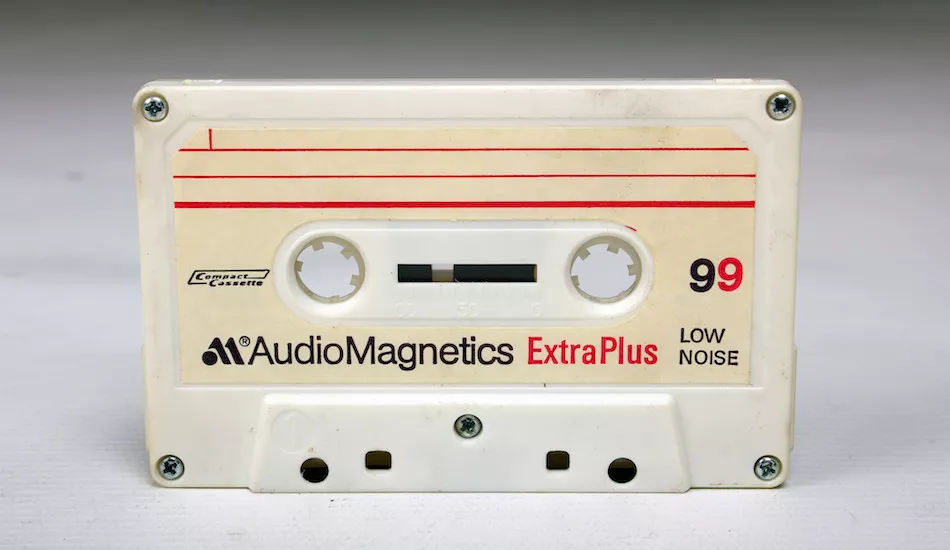 Compact
Cassette
99
®AudioMagnetics ExtraPlus
LOW
NOISE